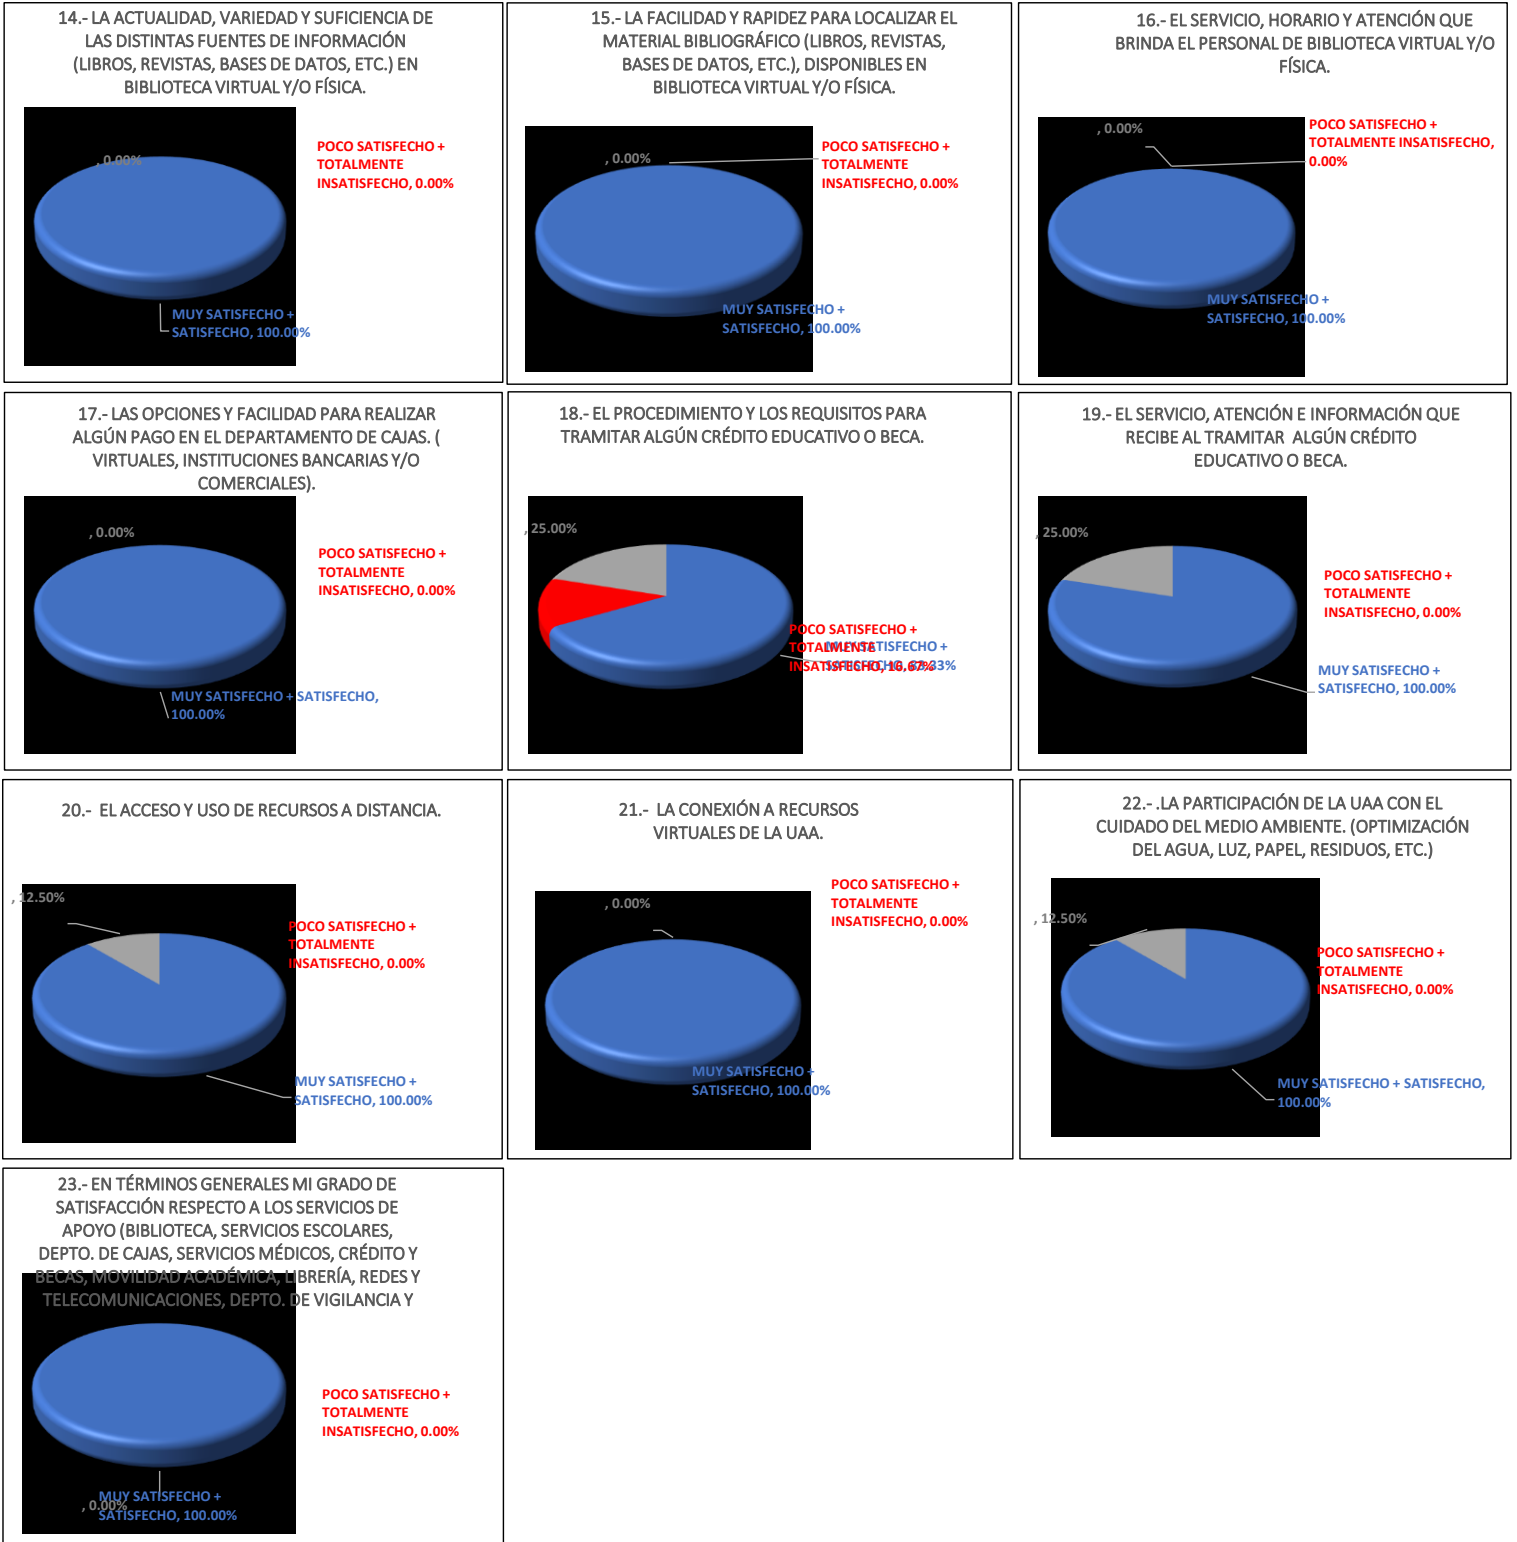 14.- LA ACTUALIDAD, VARIEDAD Y SUFICIENCIA DE
LAS DISTINTAS FUENTES DE INFORMACIÓN
(LIBROS, REVISTAS, BASES DE DATOS, ETC.) EN
BIBLIOTECA VIRTUAL Y/O FÍSICA.
, 0.00%
POCO SATISFECHO +
TOTALMENTE
INSATISFECHO, 0.00%
MUY SATISFECHO +
SATISFECHO, 100.00%
15.- LA FACILIDAD Y RAPIDEZ PARA LOCALIZAR EL
MATERIAL BIBLIOGRÁFICO (LIBROS, REVISTAS,
BASES DE DATOS, ETC.), DISPONIBLES EN
BIBLIOTECA VIRTUAL Y/O FÍSICA.
, 0.00%
POCO SATISFECHO +
TOTALMENTE
INSATISFECHO, 0.00%
MUY SATISFECHO +
SATISFECHO, 100.00%
16.- EL SERVICIO, HORARIO Y ATENCIÓN QUE
BRINDA EL PERSONAL DE BIBLIOTECA VIRTUAL Y/O
FÍSICA.
, 0.00%
POCO SATISFECHO +
TOTALMENTE INSATISFECHO,
0.00%
MUY SATISFECHO +
SATISFECHO, 100.00%
17.- LAS OPCIONES Y FACILIDAD PARA REALIZAR
ALGÚN PAGO EN EL DEPARTAMENTO DE CAJAS. (
VIRTUALES, INSTITUCIONES BANCARIAS Y/O
COMERCIALES).
, 0.00%
POCO SATISFECHO +
TOTALMENTE
INSATISFECHO, 0.00%
MUY SATISFECHO + SATISFECHO,
100.00%
18.- EL PROCEDIMIENTO Y LOS REQUISITOS PARA
TRAMITAR ALGÚN CRÉDITO EDUCATIVO O BECA.
, 25.00%
POCO SATISFECHO +
TOTALMENTE
INSATISFECHO, 16.67%
MUY SATISFECHO +
SATISFECHO, 83.33%
19.- EL SERVICIO, ATENCIÓN E INFORMACIÓN QUE
RECIBE AL TRAMITAR ALGÚN CRÉDITO
EDUCATIVO O BECA.
, 25.00%
POCO SATISFECHO +
TOTALMENTE
INSATISFECHO, 0.00%
MUY SATISFECHO +
SATISFECHO, 100.00%
20.- EL ACCESO Y USO DE RECURSOS A DISTANCIA.
, 12.50%
POCO SATISFECHO +
TOTALMENTE
INSATISFECHO, 0.00%
MUY SATISFECHO +
SATISFECHO, 100.00%
21.- LA CONEXIÓN A RECURSOS
VIRTUALES DE LA UAA.
, 0.00%
POCO SATISFECHO +
TOTALMENTE
INSATISFECHO, 0.00%
MUY SATISFECHO +
SATISFECHO, 100.00%
22.- .LA PARTICIPACIÓN DE LA UAA CON EL
CUIDADO DEL MEDIO AMBIENTE. (OPTIMIZACIÓN
DEL AGUA, LUZ, PAPEL, RESIDUOS, ETC.)
, 12.50%
POCO SATISFECHO +
TOTALMENTE
INSATISFECHO, 0.00%
MUY SATISFECHO + SATISFECHO,
100.00%
23.- EN TÉRMINOS GENERALES MI GRADO DE
SATISFACCIÓN RESPECTO A LOS SERVICIOS DE
APOYO (BIBLIOTECA, SERVICIOS ESCOLARES,
DEPTO. DE CAJAS, SERVICIOS MÉDICOS, CRÉDITO Y
BECAS, MOVILIDAD ACADÉMICA, LIBRERÍA, REDES Y
TELECOMUNICACIONES, DEPTO. DE VIGILANCIA Y
POCO SATISFECHO +
TOTALMENTE
INSATISFECHO, 0.00%
MUY SATISFECHO +
SATISFECHO, 100.00%
, 0.00%